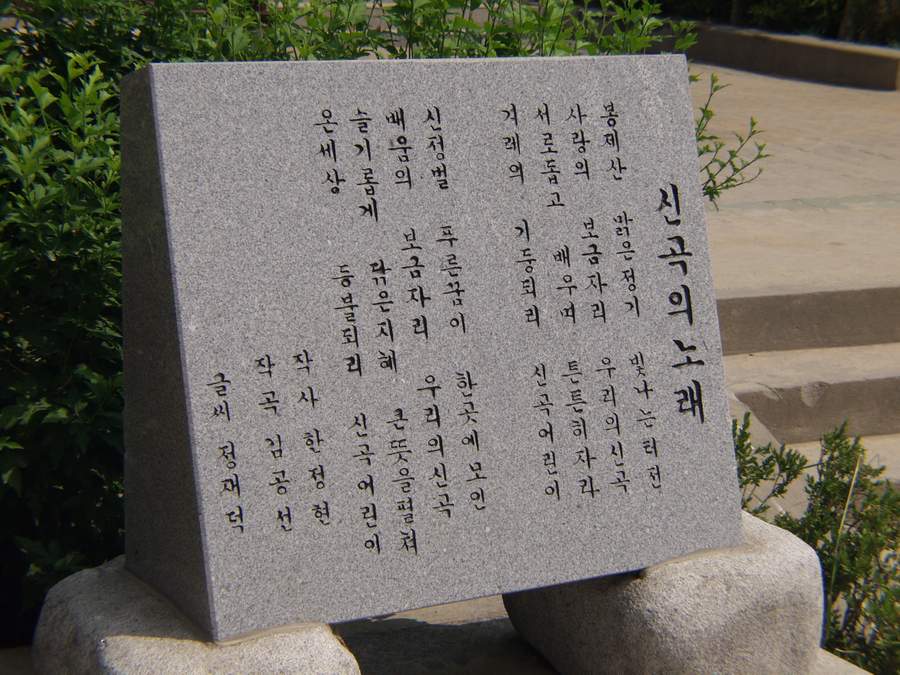 신곡의 노래
봉제산 맑은정기 빛나는터전
사랑의 보금자리 우리의신곡
서로돕고 배우며 튼튼히자라
겨레의 기둥되리 신곡어린이
신정벌 푸른꿈이 한곳에모인
배움의 보금자리 우리의신곡
슬기롭게 닦은지혜 큰뜻을펼쳐
온세상 등불되리 신곡어린이
작사 한정현
작곡 김공선
글씨 정재덕